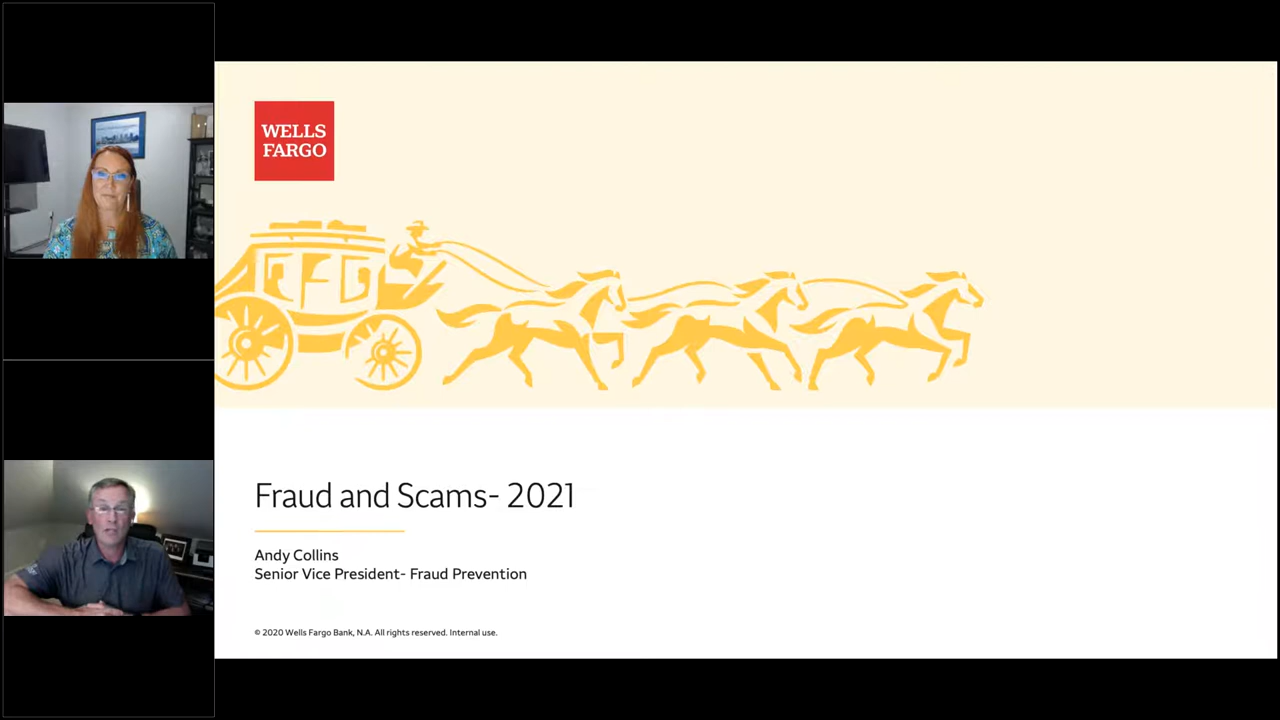 WELLS
FARGO
Fraud and Scams- 2021
Andy Collins
Senior Vice President- Fraud Prevention
© 2020 Wells Fargo Bank, N.A. All rights reserved. Internal use.